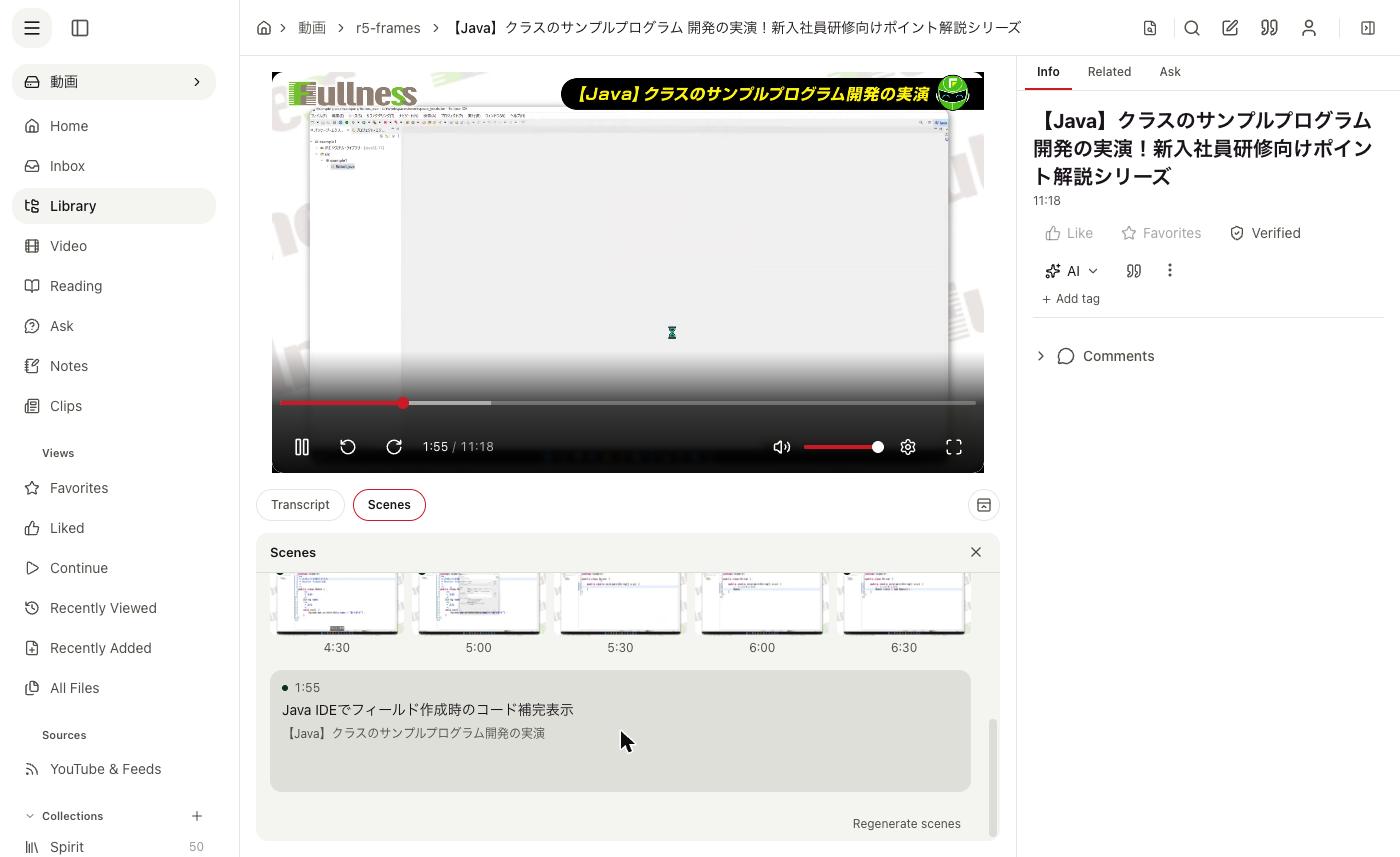 動画
Home
Inbox
Library
Video
Reading
Ask
Notes
Clips
Views
Favorites
Liked
Continue
Recently Viewed
Recently Added
All Files
Sources
YouTube & Feeds
Collections
Spirit 50
動画 r5-frames 【Java】クラスのサンプルプログラム 開発の実演！新入社員研修向けポイント解説シリーズ
Fullness
【Java】クラスのサンプルプログラム開発の実演
1:55 / 11:18
Transcript
Scenes
Scenes
4:30
5:00
5:30
6:00
6:30
1:55
Java IDEでフィールド作成時のコード補完表示
【Java】クラスのサンプルプログラム開発の実演
Regenerate scenes
Info
Related
Ask
【Java】クラスのサンプルプログラム
開発の実演！新入社員研修向けポイン
ト解説シリーズ
11:18
Like
Favorites
Verified
AI
Add tag
Comments